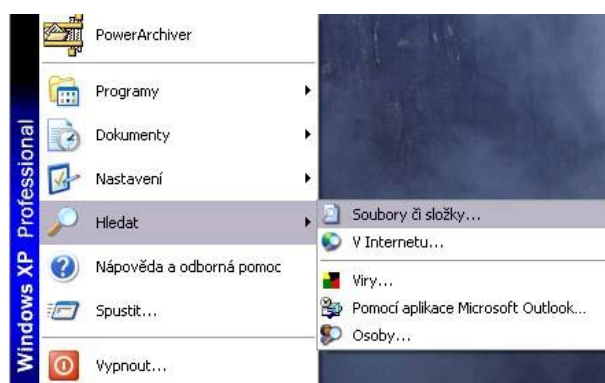 PowerArchiver
Programy
Dokumenty
Nastavení
Hledat
Nápověda a odborná pomoc
Spustit...
Vypnout...
Soubory či složky...
V Internetu...
Viry...
Pomocí aplikace Microsoft Outlook...
Osoby...
Windows XP Professional